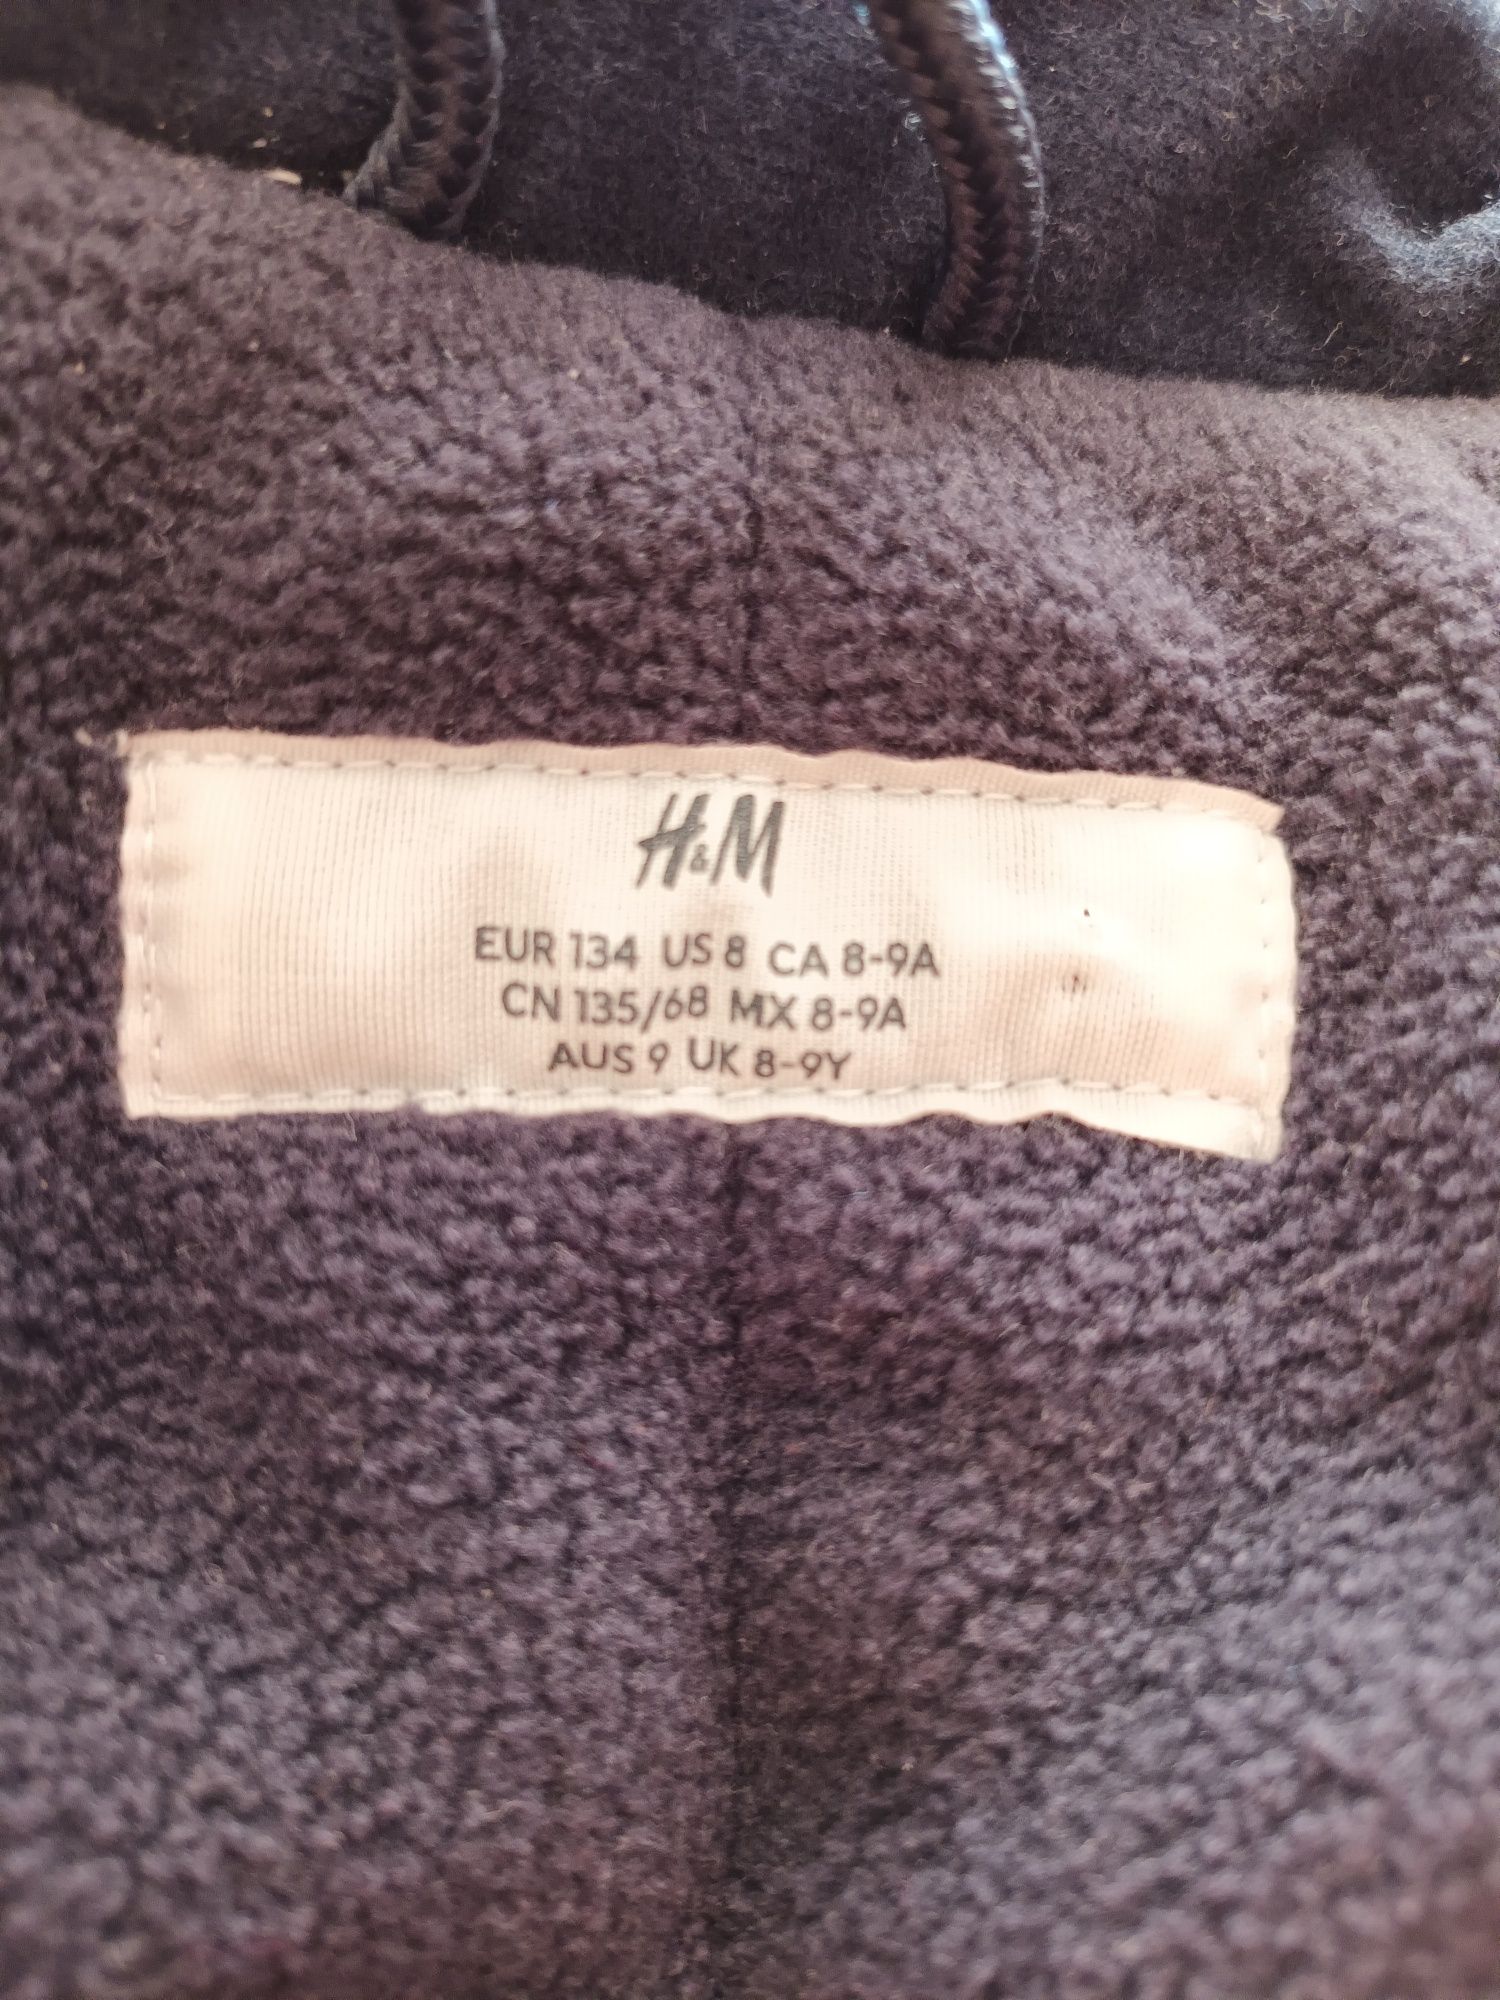 H&M
EUR 134 US 8 CA 8-9A
CN 135/68 MX 8-9A
AUS 9 UK 8-9Y